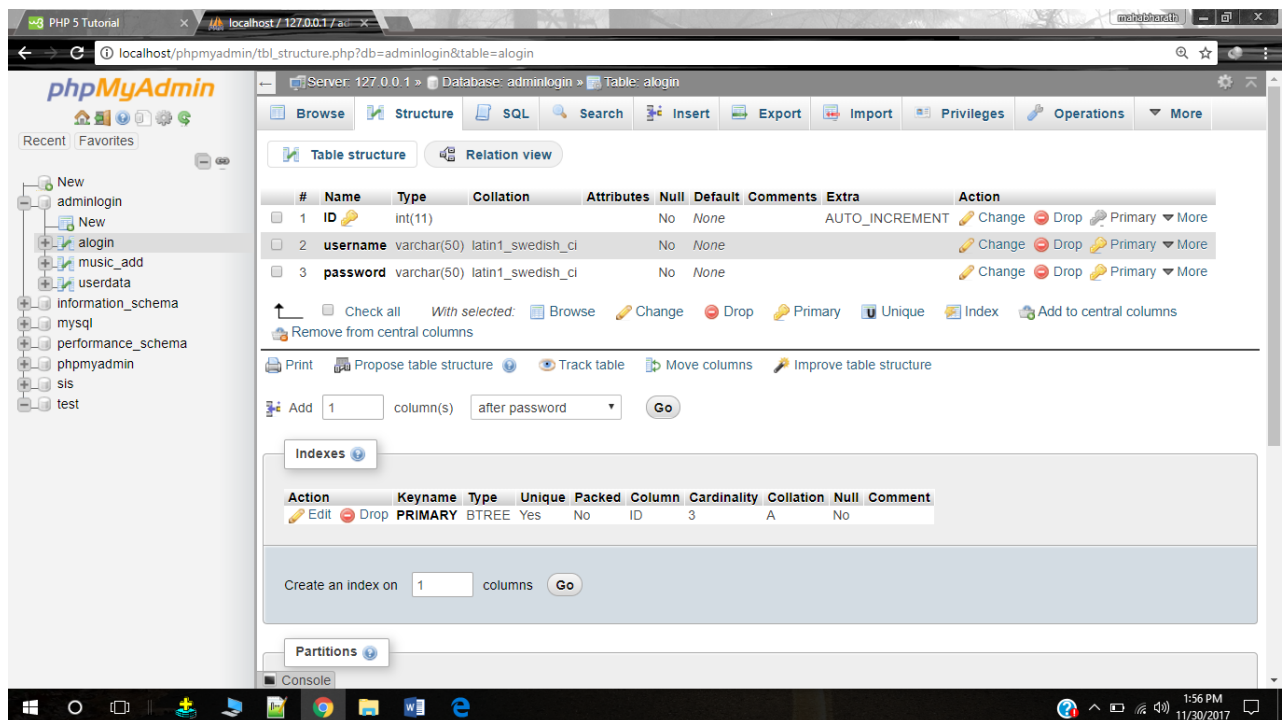 PHP 5 Tutorial
localhost / 127.0.0.1 / ad
mahabharath
localhost/phpmyadmin/tbl_structure.php?db=adminlogin&table=alogin
phpMyAdmin
Recent Favorites
New
adminlogin
New
alogin
music_add
userdata
information_schema
mysql
performance_schema
phpmyadmin
sis
test
Server: 127.0.0.1 » Database: adminlogin » Table: alogin
Browse Structure SQL Search Insert Export Import Privileges Operations More
Table structure Relation view
# Name Type Collation Attributes Null Default Comments Extra Action
1 ID int(11) No None AUTO_INCREMENT Change Drop Primary More
2 username varchar(50) latin1_swedish_ci No None Change Drop Primary More
3 password varchar(50) latin1_swedish_ci No None Change Drop Primary More
Check all With selected: Browse Change Drop Primary Unique Index Add to central columns
Remove from central columns
Print Propose table structure Track table Move columns Improve table structure
Add 1 column(s) after password Go
Indexes
Action Keyname Type Unique Packed Column Cardinality Collation Null Comment
Edit Drop PRIMARY BTREE Yes No ID 3 A No
Create an index on 1 columns Go
Partitions
Console
1:56 PM
11/30/2017